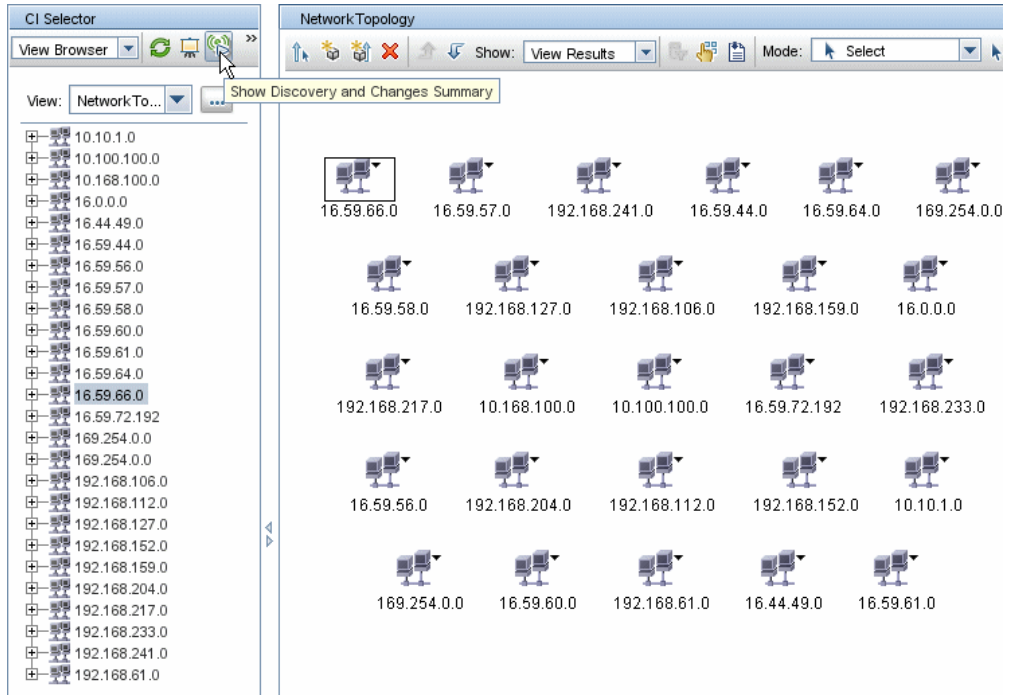 CI Selector
View Browser
»
Show Discovery and Changes Summary
View: NetworkTo... ...
10.10.1.0
10.100.100.0
10.168.100.0
16.0.0.0
16.44.49.0
16.59.44.0
16.59.56.0
16.59.57.0
16.59.58.0
16.59.60.0
16.59.61.0
16.59.64.0
16.59.66.0
16.59.72.192
169.254.0.0
169.254.0.0
192.168.106.0
192.168.112.0
192.168.127.0
192.168.152.0
192.168.159.0
192.168.204.0
192.168.217.0
192.168.233.0
192.168.241.0
192.168.61.0
NetworkTopology
Show: View Results Mode: Select
16.59.66.0 16.59.57.0 192.168.241.0 16.59.44.0 16.59.64.0 169.254.0.0
16.59.58.0 192.168.127.0 192.168.106.0 192.168.159.0 16.0.0.0
192.168.217.0 10.168.100.0 10.100.100.0 16.59.72.192 192.168.233.0
16.59.56.0 192.168.204.0 192.168.112.0 192.168.152.0 10.10.1.0
169.254.0.0 16.59.60.0 192.168.61.0 16.44.49.0 16.59.61.0